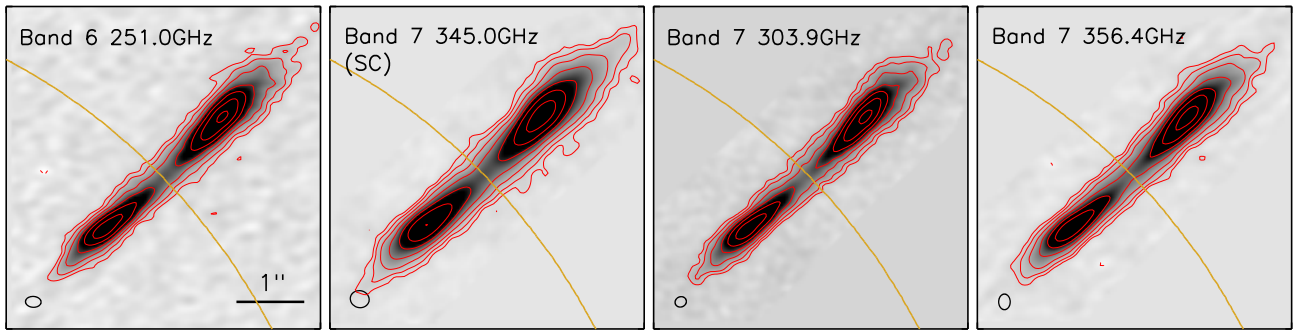 Band 6 251.0GHz
1"
Band 7 345.0GHz
(SC)
Band 7 303.9GHz
Band 7 356.4GHz